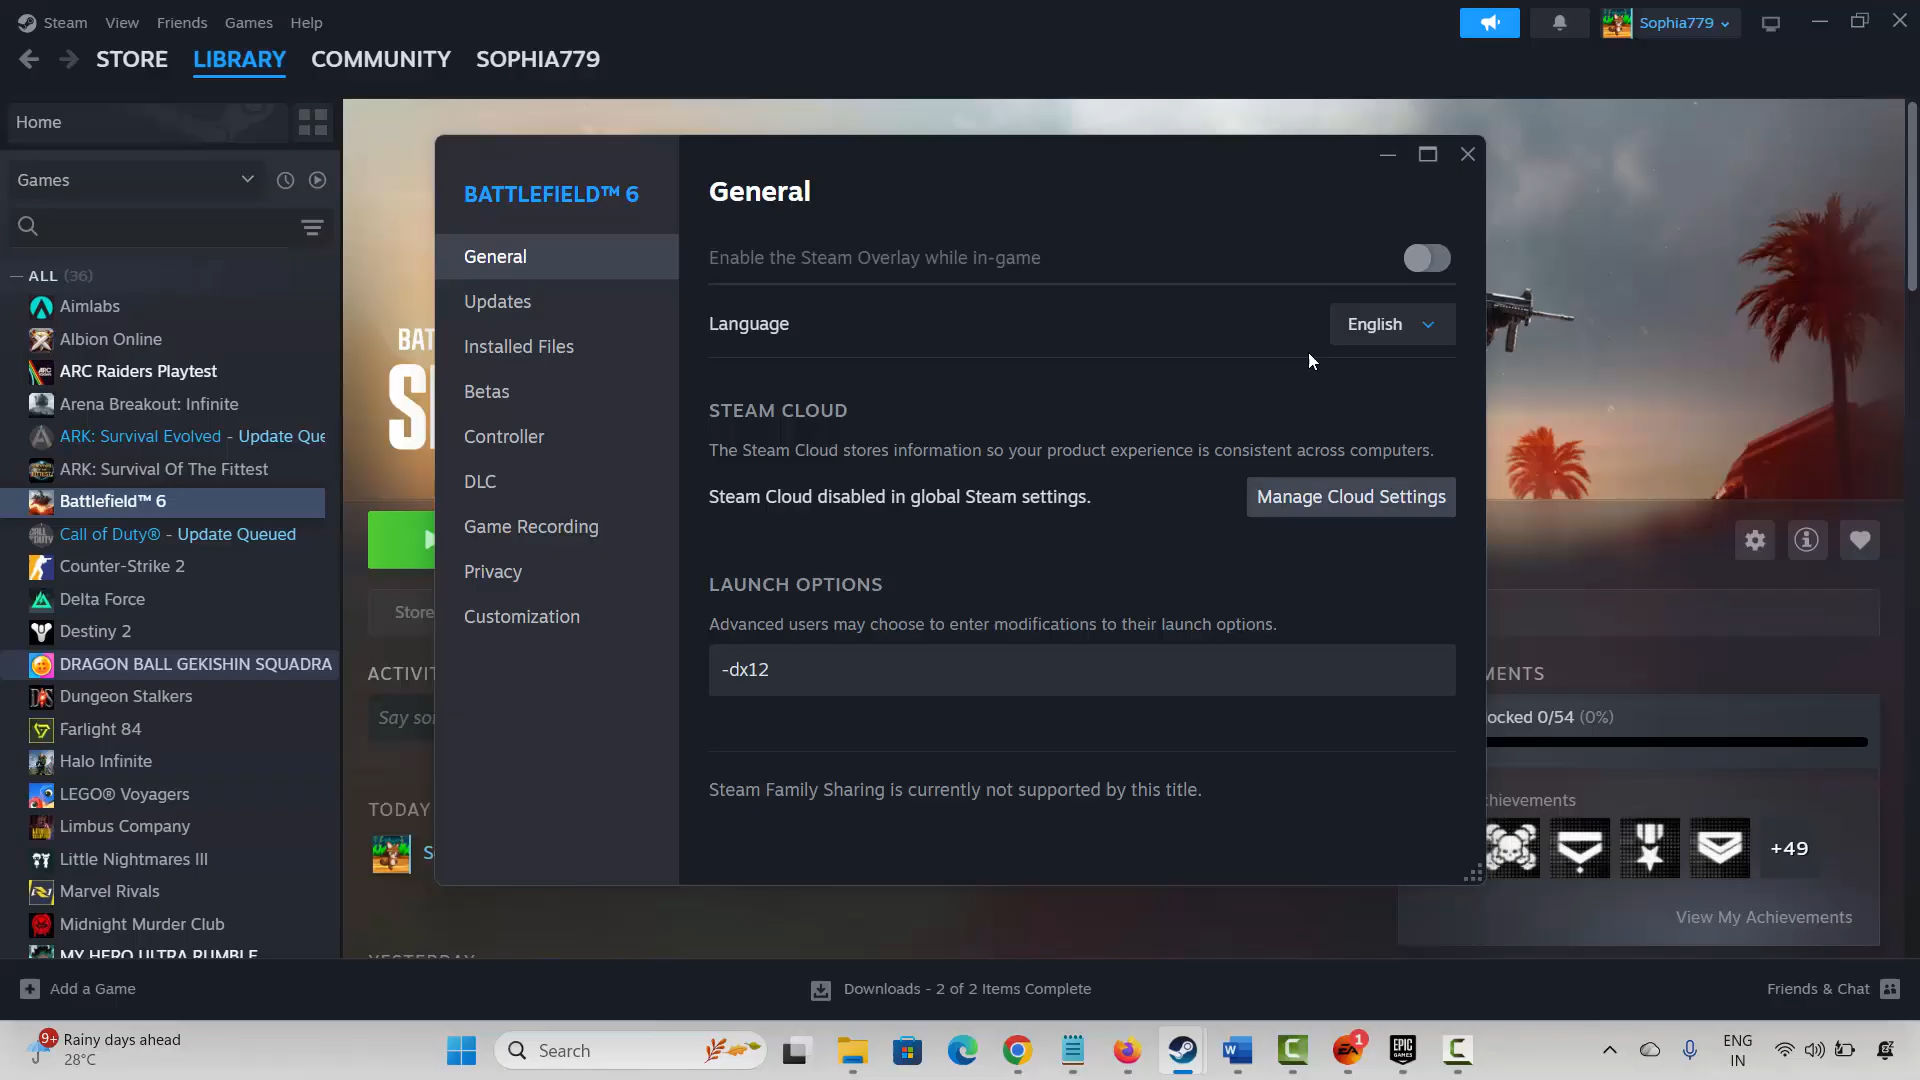 Steam View Friends Games Help
Sophia779
STORE LIBRARY COMMUNITY SOPHIA779
Home
Games
ALL (36)
Aimlabs
Albion Online
ARC Raiders Playtest
Arena Breakout: Infinite
ARK: Survival Evolved - Update Que
ARK: Survival Of The Fittest
Battlefield™ 6
Call of Duty® - Update Queued
Counter-Strike 2
Delta Force
Destiny 2
DRAGON BALL GEKISHIN SQUADRA
Dungeon Stalkers
Farlight 84
Halo Infinite
LEGO® Voyagers
Limbus Company
Little Nightmares III
Marvel Rivals
Midnight Murder Club
MY HERO ULTRA RUMBLE
BAT
S
Store
ACTIVI
Say so
TODAY
S
YESTERDAY
BATTLEFIELD™ 6
General
Updates
Installed Files
Betas
Controller
DLC
Game Recording
Privacy
Customization
General
Enable the Steam Overlay while in-game
Language English
STEAM CLOUD
The Steam Cloud stores information so your product experience is consistent across computers.
Steam Cloud disabled in global Steam settings. Manage Cloud Settings
LAUNCH OPTIONS
Advanced users may choose to enter modifications to their launch options.
-dx12
Steam Family Sharing is currently not supported by this title.
MENTS
ocked 0/54 (0%)
chievements
+49
View My Achievements
Add a Game
Downloads - 2 of 2 Items Complete
Friends & Chat
9+
Rainy days ahead
28°C
Search
W
EA
1
EPIC
GAMES
ENG
IN